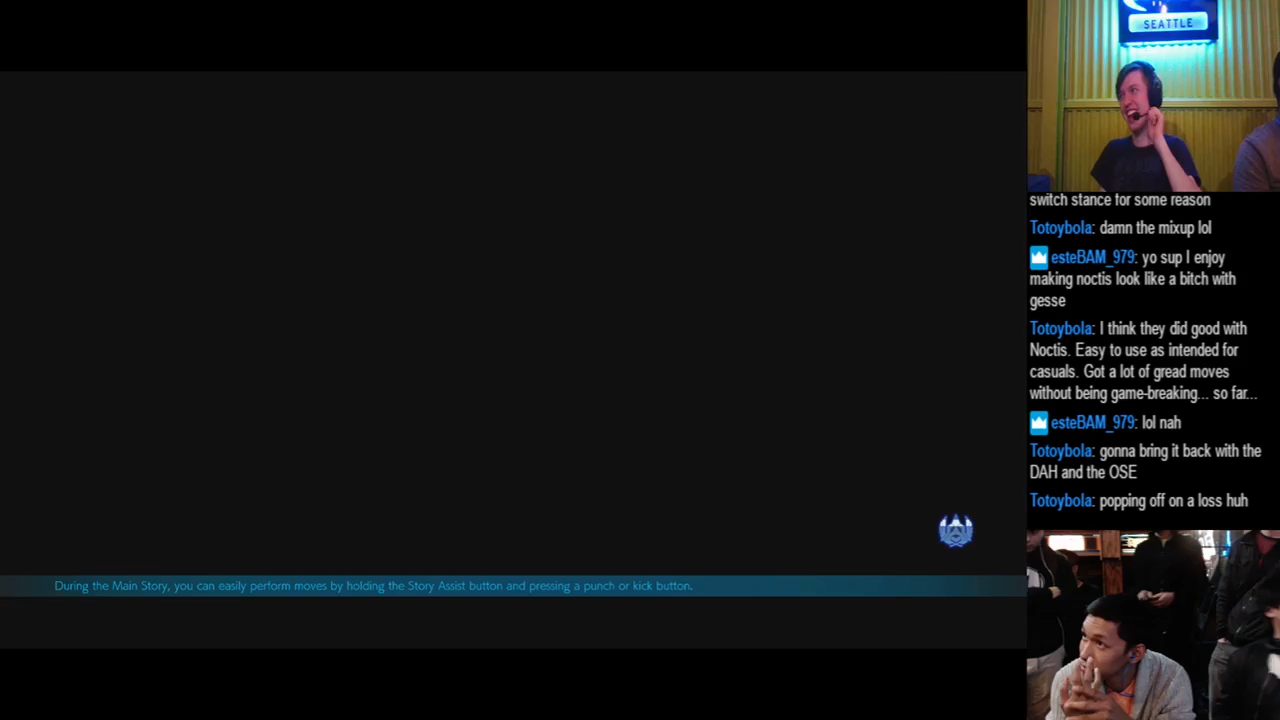 SEATTLE
switch stance for some reason
Totoybola: damn the mixup lol
esteBAM_979: yo sup I enjoy
making noctis look like a bitch with
gesse
Totoybola: I think they did good with
Noctis. Easy to use as intended for
casuals. Got a lot of gread moves
without being game-breaking... so far...
esteBAM_979: lol nah
Totoybola: gonna bring it back with the
DAH and the OSE
Totoybola: popping off on a loss huh
During the Main Story, you can easily perform moves by holding the Story Assist button and pressing a punch or kick button.